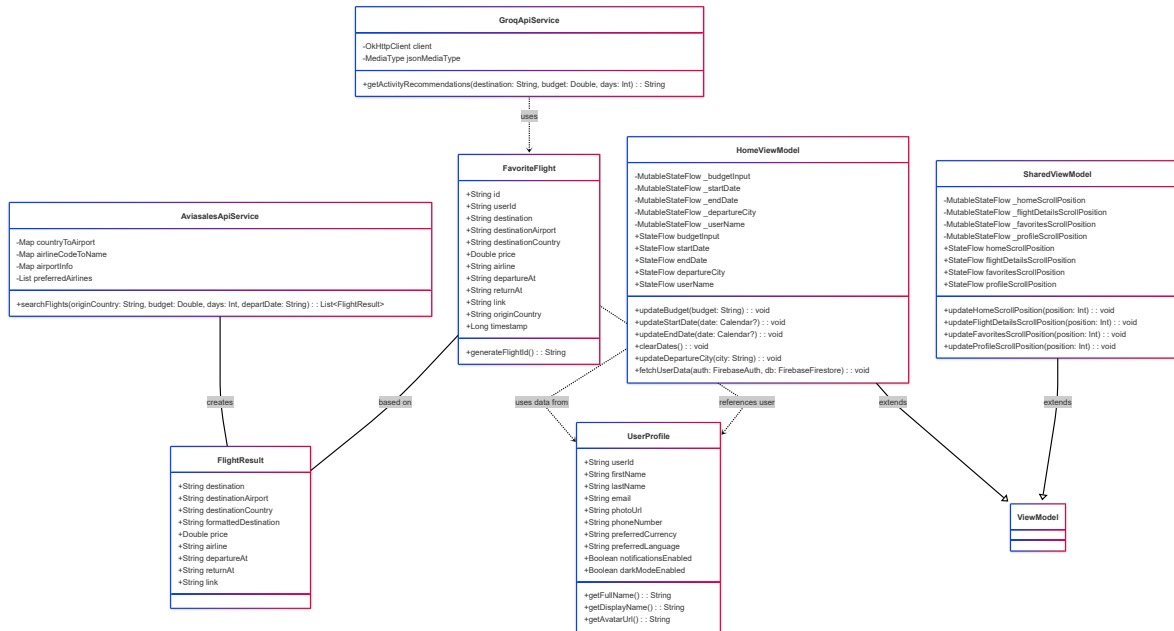 GroqApiService
-OkHttpClient client
-MediaType jsonMediaType
+getActivityRecommendations(destination: String, budget: Double, days: Int) : : String
uses
FavoriteFlight
+String id
+String userId
+String destination
+String destinationAirport
+String destinationCountry
+Double price
+String airline
+String departureAt
+String returnAt
+String link
+String originCountry
+Long timestamp
+generateFlightId() : : String
HomeViewModel
-MutableStateFlow _budgetInput
-MutableStateFlow _startDate
-MutableStateFlow _endDate
-MutableStateFlow _departureCity
-MutableStateFlow _userName
+StateFlow budgetInput
+StateFlow startDate
+StateFlow endDate
+StateFlow departureCity
+StateFlow userName
+updateBudget(budget: String) : : void
+updateStartDate(date: Calendar?) : : void
+updateEndDate(date: Calendar?) : : void
+clearDates() : : void
+updateDepartureCity(city: String) : : void
+fetchUserData(auth: FirebaseAuth, db: FirebaseFirestore) : : void
SharedViewModel
-MutableStateFlow _homeScrollPosition
-MutableStateFlow _flightDetailsScrollPosition
-MutableStateFlow _favoritesScrollPosition
-MutableStateFlow _profileScrollPosition
+StateFlow homeScrollPosition
+StateFlow flightDetailsScrollPosition
+StateFlow favoritesScrollPosition
+StateFlow profileScrollPosition
+updateHomeScrollPosition(position: Int) : : void
+updateFlightDetailsScrollPosition(position: Int) : : void
+updateFavoritesScrollPosition(position: Int) : : void
+updateProfileScrollPosition(position: Int) : : void
AviasalesApiService
-Map countryToAirport
-Map airlineCodeToName
-Map airportInfo
-List preferredAirlines
+searchFlights(originCountry: String, budget: Double, days: Int, departDate: String) : : List<FlightResult>
creates
based on
uses data from
references user
extends
extends
FlightResult
+String destination
+String destinationAirport
+String destinationCountry
+String formattedDestination
+Double price
+String airline
+String departureAt
+String returnAt
+String link
UserProfile
+String userId
+String firstName
+String lastName
+String email
+String photoUrl
+String phoneNumber
+String preferredCurrency
+String preferredLanguage
+Boolean notificationsEnabled
+Boolean darkModeEnabled
+getFullName() : : String
+getDisplayName() : : String
+getAvatarUrl() : : String
ViewModel